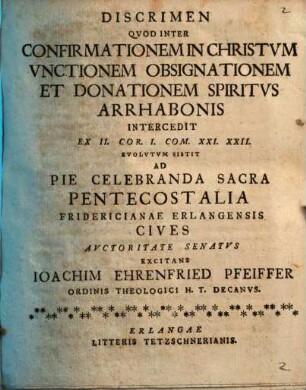 2
DISCRIMEN
QVOD INTER
CONFIRMATIONEM IN CHRISTVM
VNCTIONEM OBSIGNATIONEM
ET DONATIONEM SPIRITVS
ARRHABONIS
INTERCEDIT
EX II. COR. I. COM. XXI. XXII.
EVOLVTVM SISTIT
AD
PIE CELEBRANDA SACRA
PENTECOSTALIA
FRIDERICIANAE ERLANGENSIS
CIVES
AVCTORITATE SENATVS
EXCITANS
IOACHIM EHRENFRIED PFEIFFER
ORDINIS THEOLOGICI H. T. DECANVS.
ERLANGAE
LITTERIS TETZSCHNERIANIS.
2